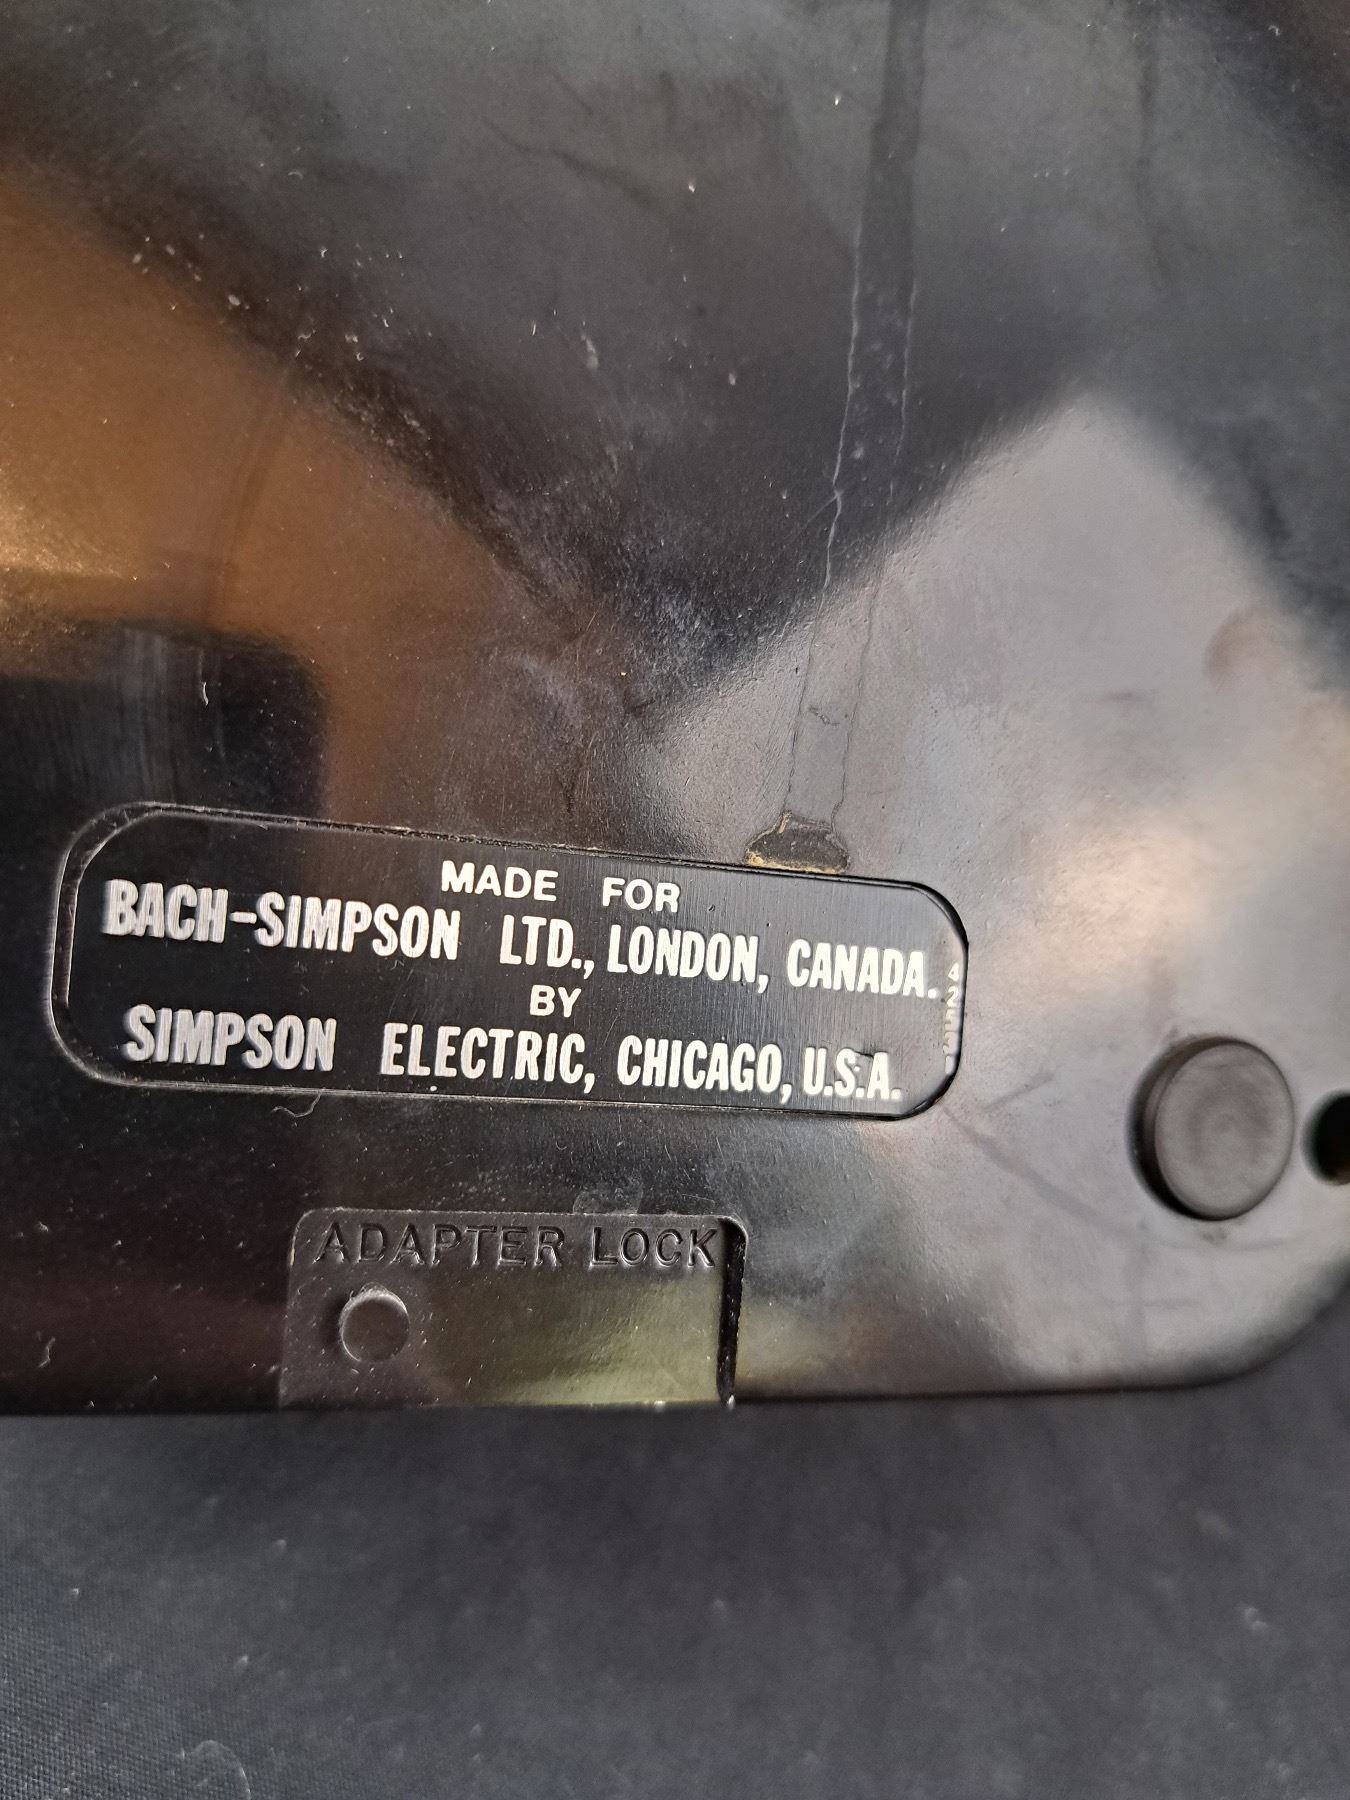 MADE FOR
BACH-SIMPSON LTD., LONDON, CANADA.
BY
SIMPSON ELECTRIC, CHICAGO, U.S.A.
ADAPTER LOCK